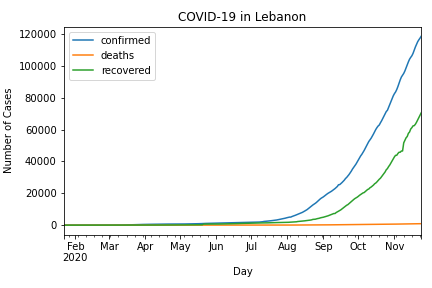 COVID-19 in Lebanon
confirmed
deaths
recovered
120000
100000
80000
60000
40000
20000
0
Number of Cases
Feb Mar Apr May Jun Jul Aug Sep Oct Nov
2020
Day